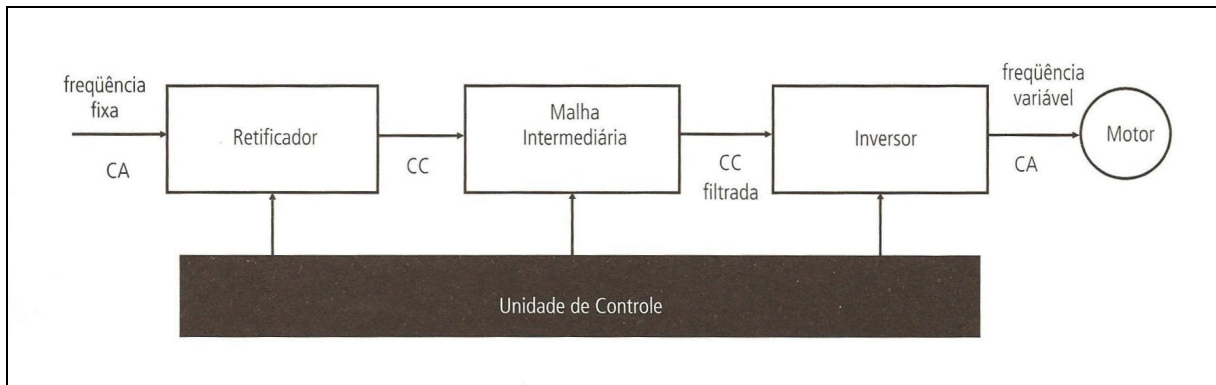 freqüência
fixa
CA
Retificador
CC
Malha
Intermediária
CC
filtrada
Inversor
freqüência
variável
CA
Motor
Unidade de Controle